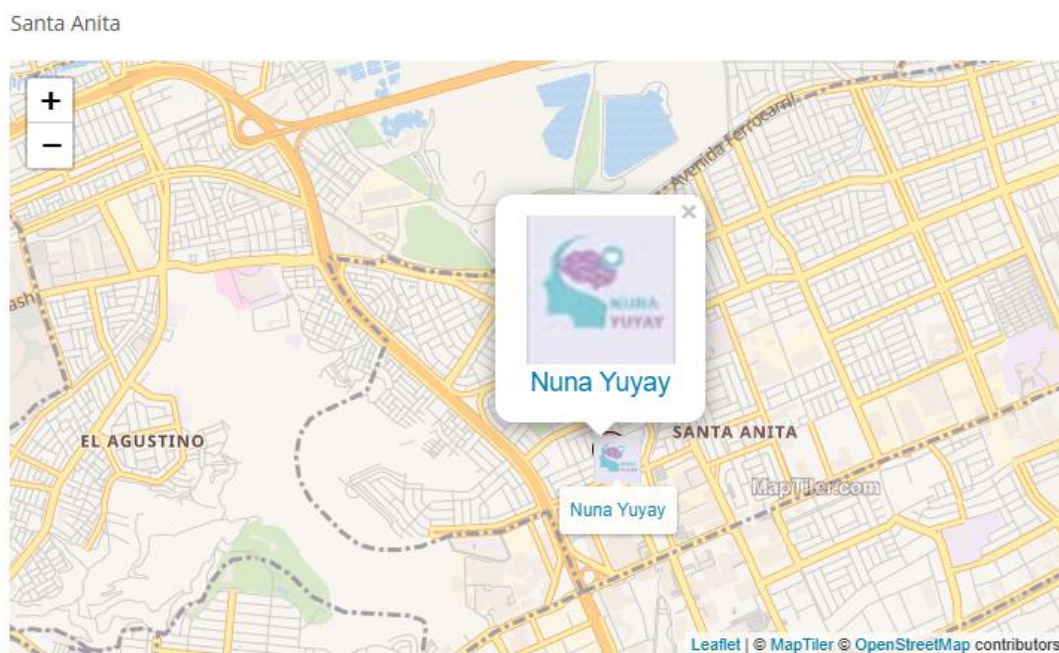 Santa Anita
+
−
Avenida Ferrocarril
×
NUNA
YUYAY
Nuna Yuyay
ash
EL AGUSTINO
SANTA ANITA
MapTiler.com
Nuna Yuyay
Leaflet | © MapTiler © OpenStreetMap contributors